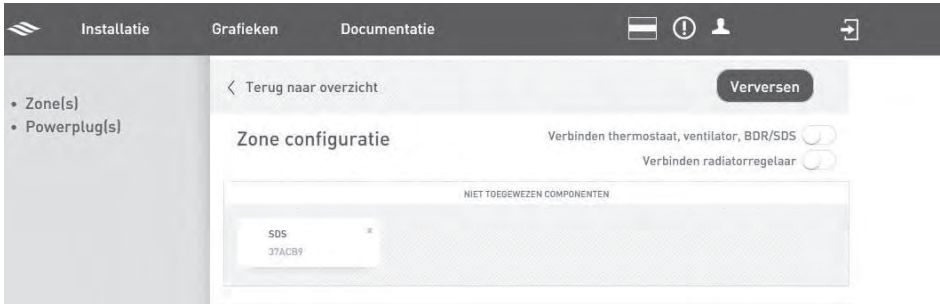 Installatie Grafieken Documentatie
• Zone(s)
• Powerplug(s)
Terug naar overzicht
Verversen
Zone configuratie
Verbinden thermostaat, ventilator, BDR/SDS
Verbinden radiatorregelaar
NIET TOEGEWEZEN COMPONENTEN
SDS x
37ACB9